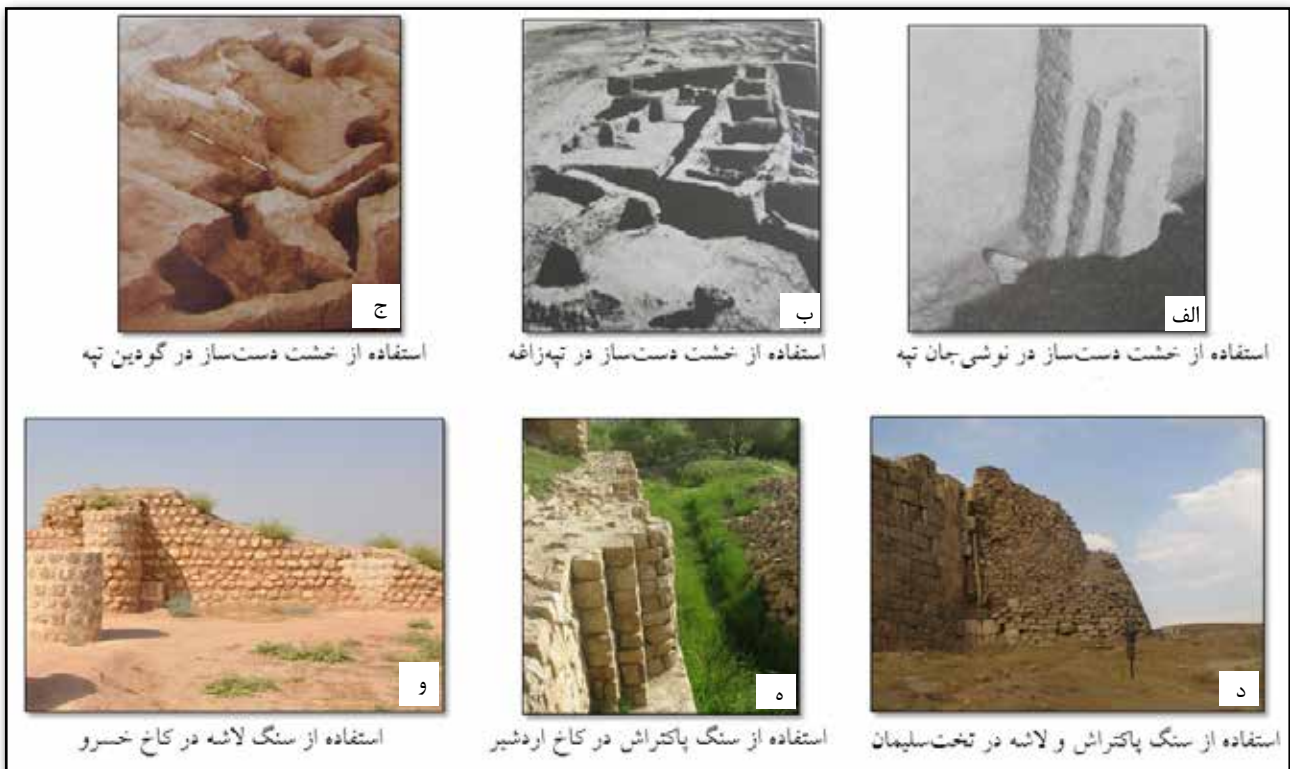 الف
استفاده از خشت دست‌ساز در نوشی‌جان تپه
ب
استفاده از خشت دست‌ساز در تپه‌زاغه
ج
استفاده از خشت دست‌ساز در گودین تپه
د
استفاده از سنگ پاکتراش و لاشه در تخت‌سلیمان
ه
استفاده از سنگ پاکتراش در کاخ اردشیر
و
استفاده از سنگ لاشه در کاخ خسرو